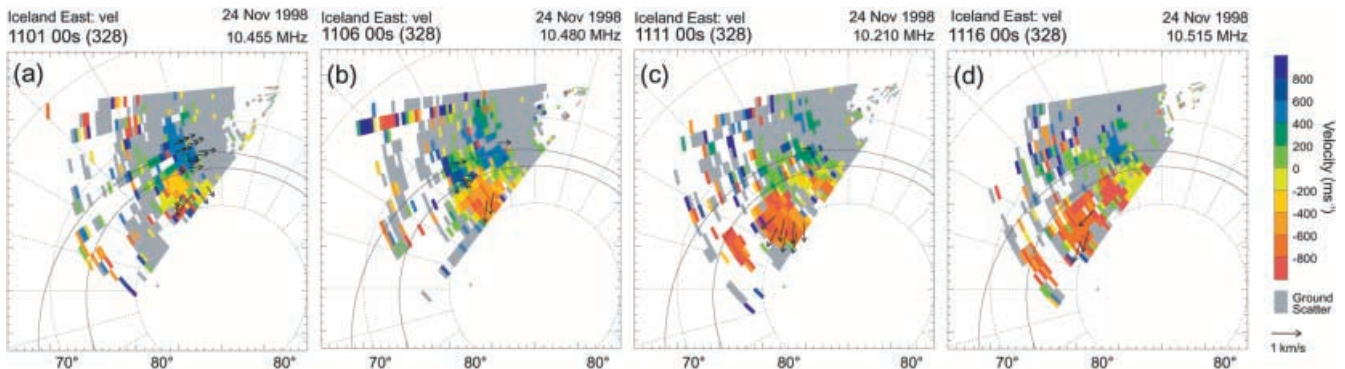 Iceland East: vel 24 Nov 1998
1101 00s (328) 10.455 MHz
(a)
70° 80° 80°
Iceland East: vel 24 Nov 1998
1106 00s (328) 10.480 MHz
(b)
70° 80° 80°
Iceland East: vel 24 Nov 1998
1111 00s (328) 10.210 MHz
(c)
70° 80° 80°
Iceland East: vel 24 Nov 1998
1116 00s (328) 10.515 MHz
(d)
70° 80° 80°
800
600
400
200
0
-200
-400
-600
-800
Velocity (ms⁻¹)
Ground
Scatter
1 km/s